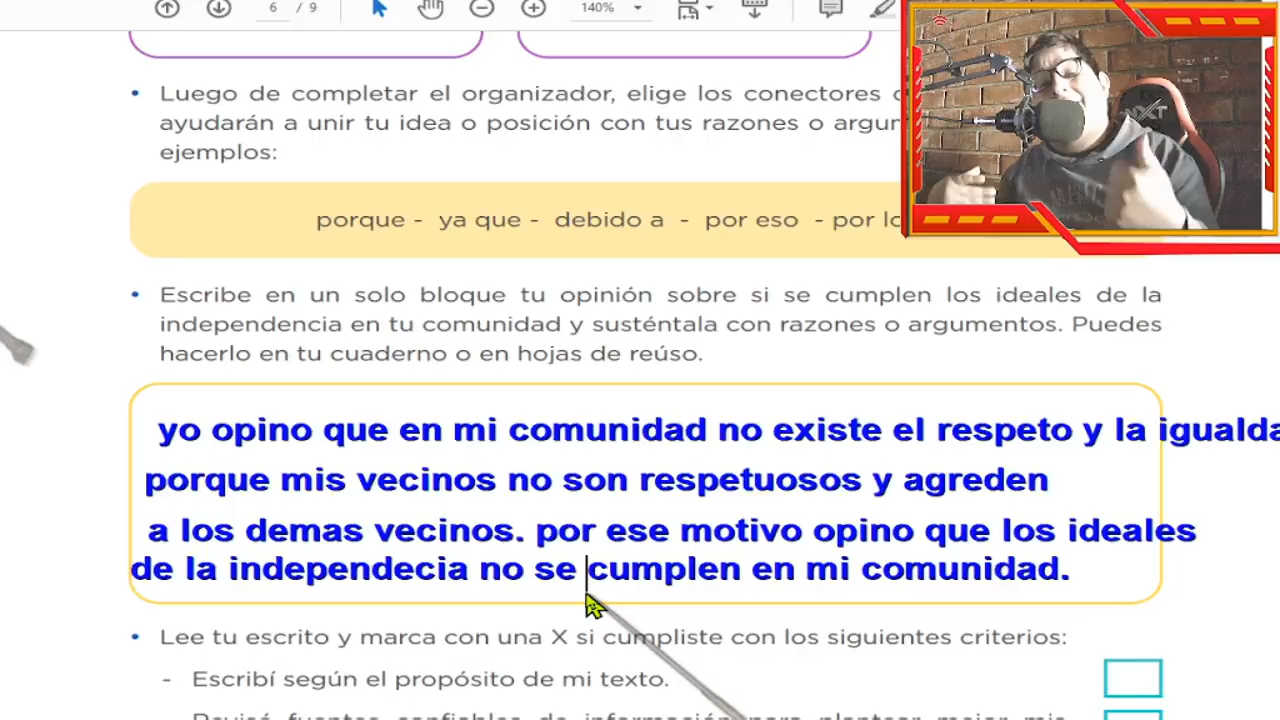 6 / 9 140%
Luego de completar el organizador, elige los conectores
ayudarán a unir tu idea o posición con tus razones o
ejemplos:
porque - ya que - debido a - por eso - por
• Escribe en un solo bloque tu opinión sobre si se cumplen los ideales de la
independencia en tu comunidad y susténtala con razones o argumentos. Puedes
hacerlo en tu cuaderno o en hojas de reúso.
yo opino que en mi comunidad no existe el respeto y la igualda
porque mis vecinos no son respetuosos y agreden
a los demas vecinos. por ese motivo opino que los ideales
de la independecia no se cumplen en mi comunidad.
• Lee tu escrito y marca con una X si cumpliste con los siguientes criterios:
- Escribí según el propósito de mi texto.